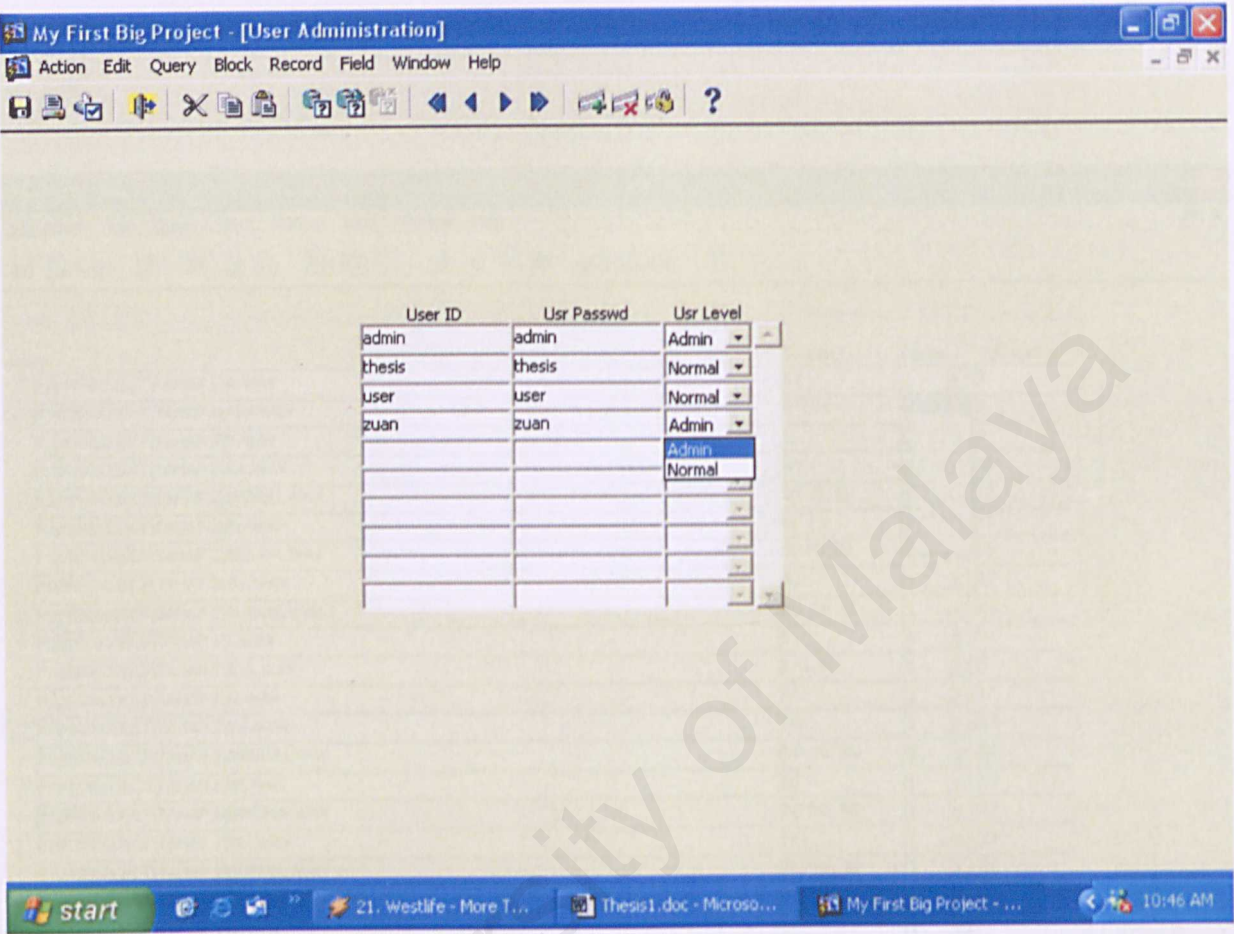 My First Big Project - [User Administration]
Action Edit Query Block Record Field Window Help
User ID Usr Passwd Usr Level
admin admin Admin
thesis thesis Normal
user user Normal
zuan zuan Admin
Admin
Normal
start 21. Westlife - More T... Thesis1.doc - Microso... My First Big Project - ... 10:46 AM
ity of Malaya